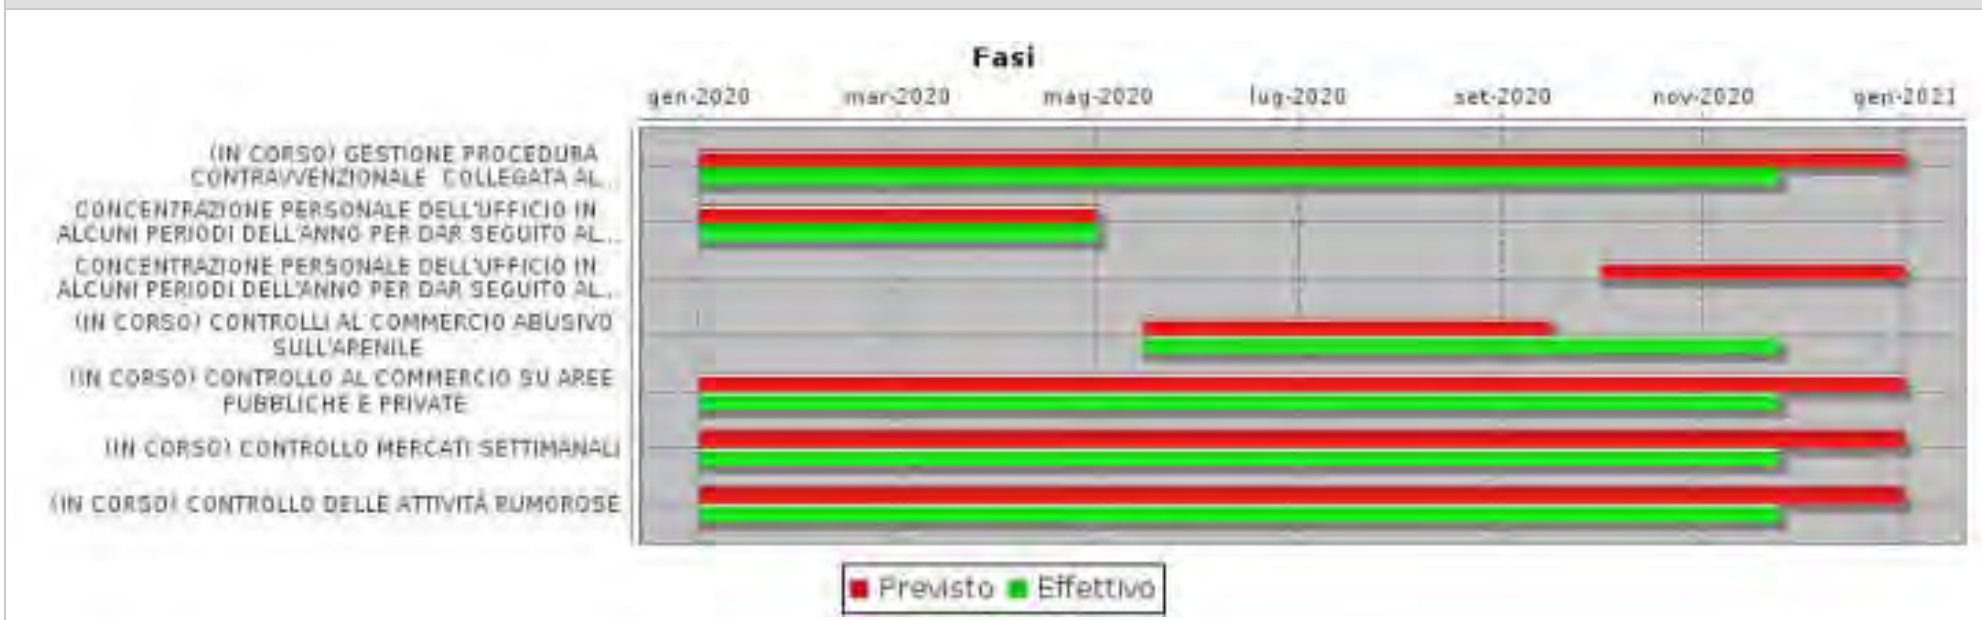 Fasi
gen-2020 mar-2020 mag-2020 lug-2020 set-2020 nov-2020 gen-2021
(IN CORSO) GESTIONE PROCEDURA
CONTRAVVENZIONALE COLLEGATA AL...
CONCENTRAZIONE PERSONALE DELL'UFFICIO IN
ALCUNI PERIODI DELL'ANNO PER DAR SEGUITO AL...
CONCENTRAZIONE PERSONALE DELL'UFFICIO IN
ALCUNI PERIODI DELL'ANNO PER DAR SEGUITO AL...
(IN CORSO) CONTROLLI AL COMMERCIO ABUSIVO
SULL'ARENILE
(IN CORSO) CONTROLLO AL COMMERCIO SU AREE
PUBBLICHE E PRIVATE
(IN CORSO) CONTROLLO MERCATI SETTIMANALI
(IN CORSO) CONTROLLO DELLE ATTIVITÀ RUMOROSE
Previsto Effettivo